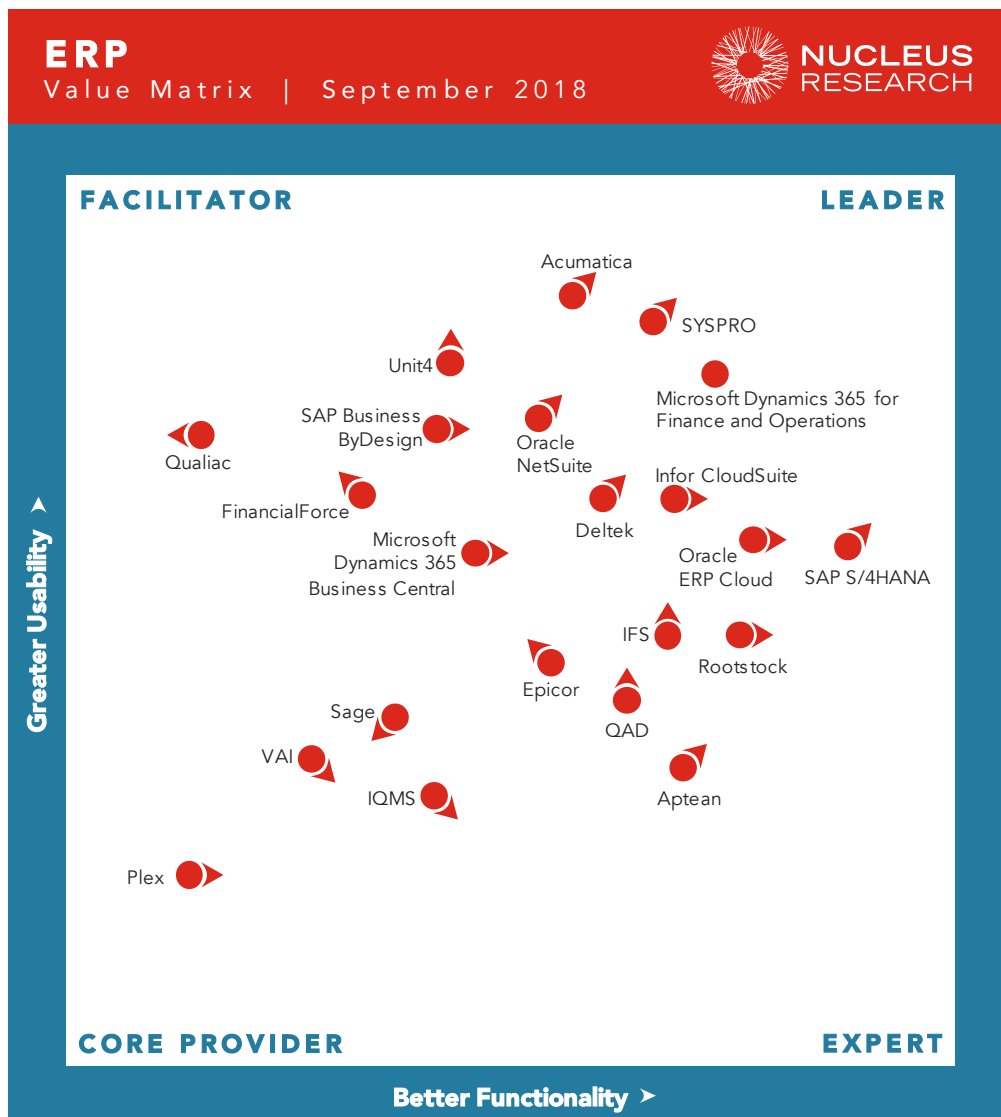 ERP
Value Matrix | September 2018
NUCLEUS
RESEARCH
FACILITATOR
LEADER
Acumatica
SYSPRO
Unit4
Microsoft Dynamics 365 for
Finance and Operations
SAP Business
ByDesign
Oracle
NetSuite
Qualiac
Infor CloudSuite
FinancialForce
Deltek
Microsoft
Dynamics 365
Business Central
Oracle
ERP Cloud
SAP S/4HANA
IFS
Rootstock
Epicor
Sage
QAD
VAI
IQMS
Aptean
Plex
Greater Usability
CORE PROVIDER
EXPERT
Better Functionality